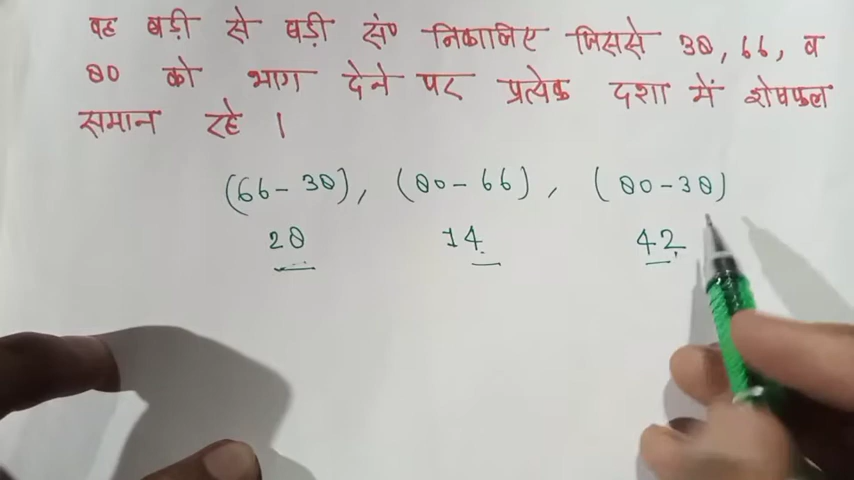 वह बड़ी से बड़ी सं० निकालिए जिससे 38, 66, व
80 को भाग देने पर प्रत्येक दशा में शेषफल
समान रहे ।
(66-38), (80-66), (80-38)
28 14 42